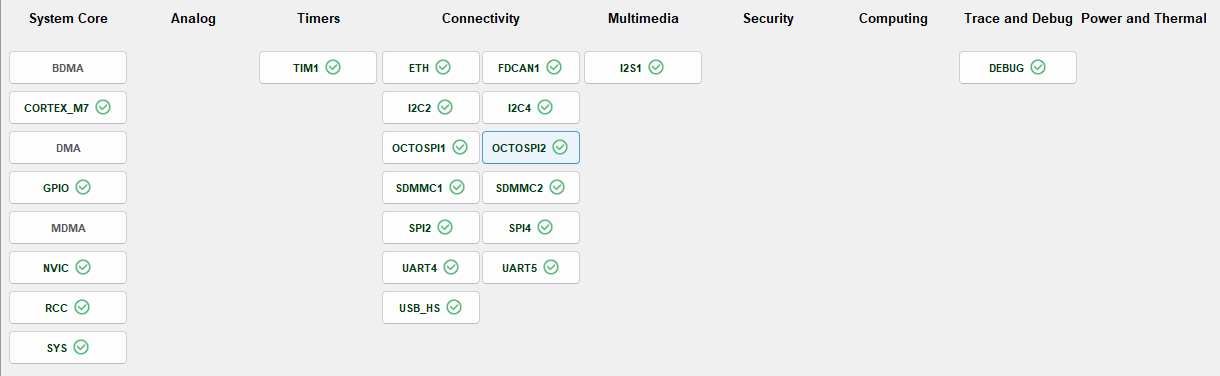 System Core Analog Timers Connectivity Multimedia Security Computing Trace and Debug Power and Thermal
BDMA TIM1 ETH FDCAN1 I2S1 DEBUG
CORTEX_M7 I2C2 I2C4
DMA OCTOSPI1 OCTOSPI2
GPIO SDMMC1 SDMMC2
MDMA SPI2 SPI4
NVIC UART4 UART5
RCC USB_HS
SYS